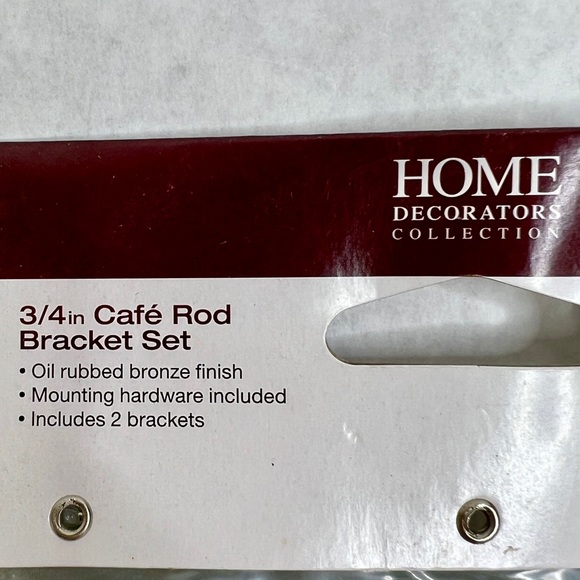 HOME
DECORATORS
COLLECTION
3/4in Café Rod
Bracket Set
• Oil rubbed bronze finish
• Mounting hardware included
• Includes 2 brackets